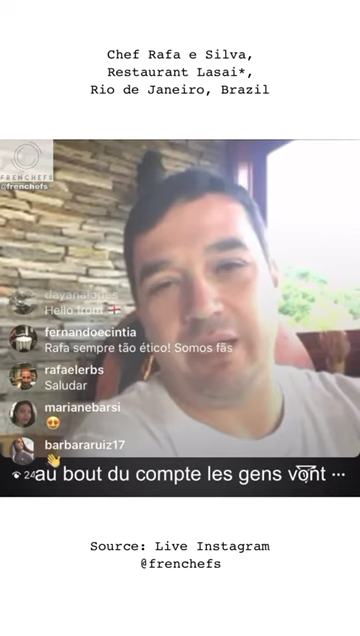 Chef Rafa e Silva,
Restaurant Lasai*,
Rio de Janeiro, Brazil
FRENCHEFS
@frenchefs
Hello from
fernandoecintia
Rafa sempre tão ético! Somos fãs
rafaelerbs
Saludar
marianebarsi
barbararuiz17
24
au bout du compte les gens vont
Source: Live Instagram
@frenchefs